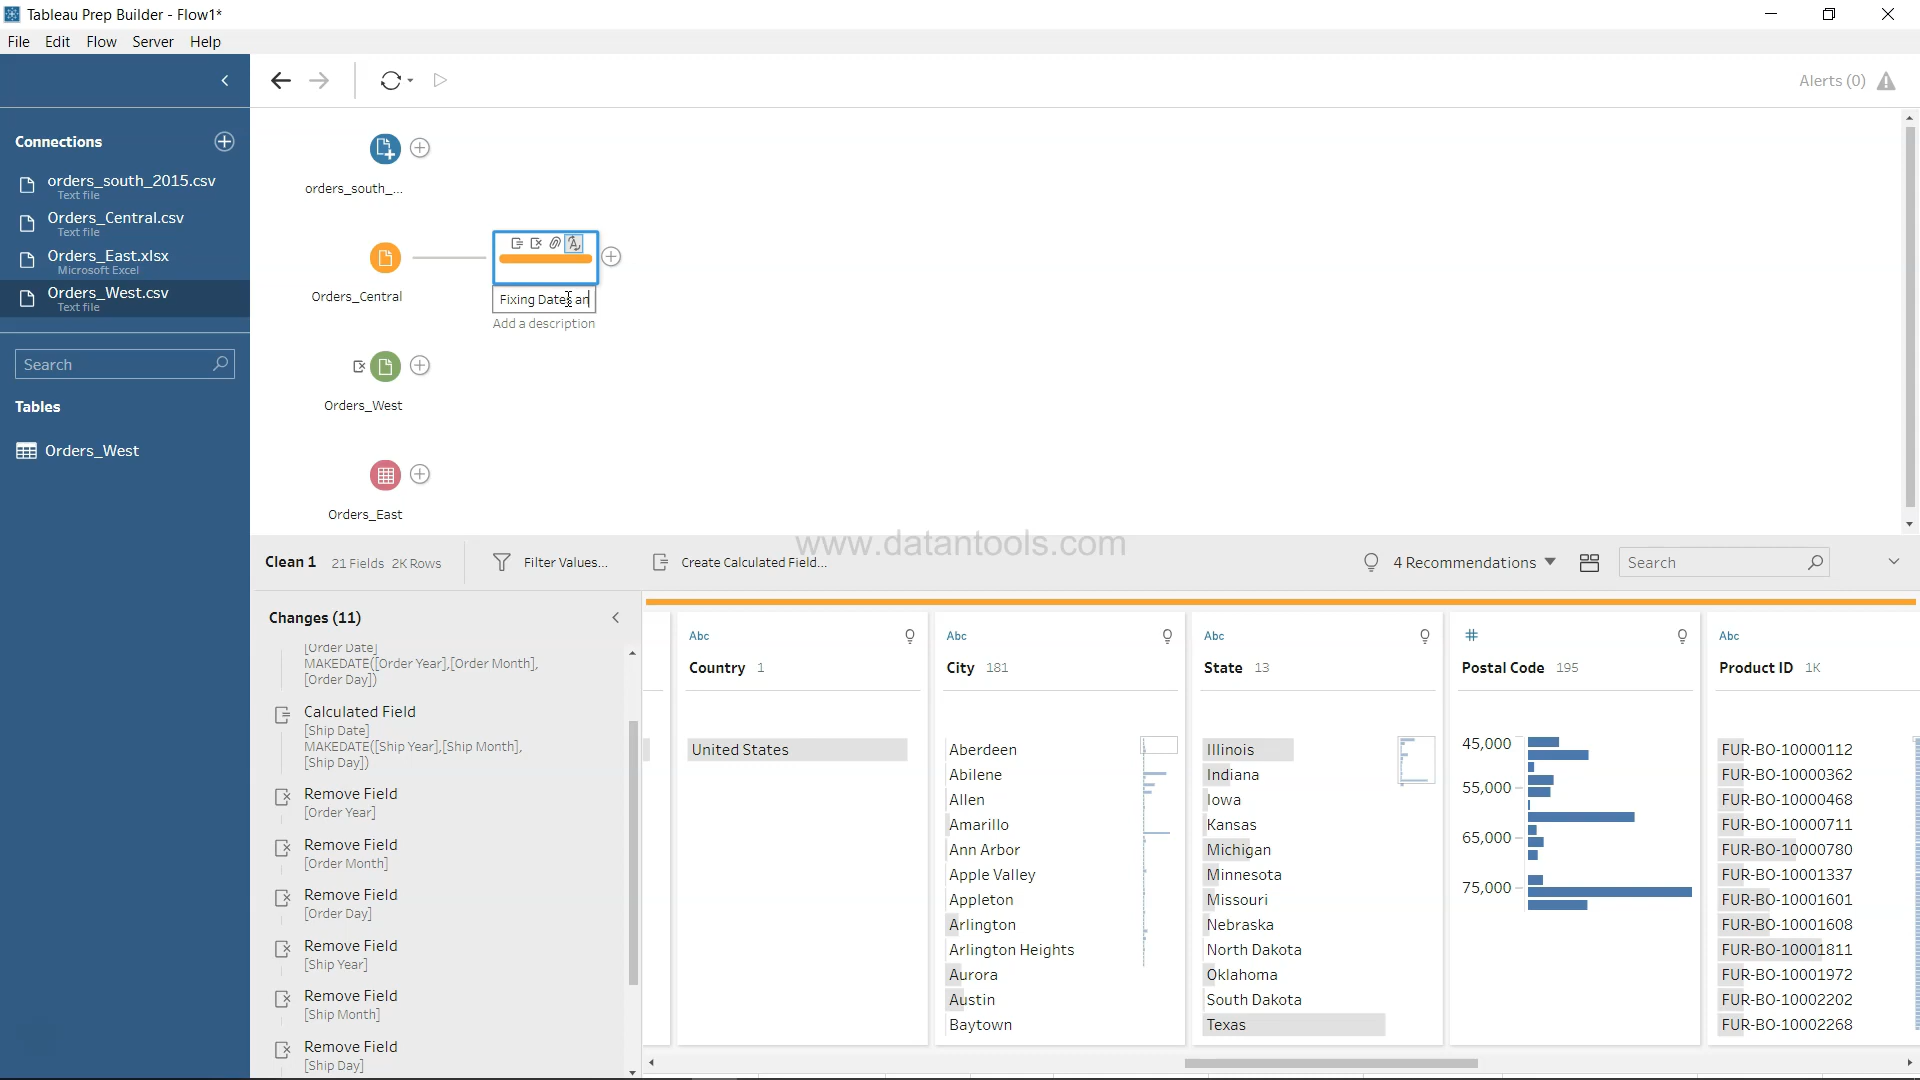 Tableau Prep Builder - Flow1*
File Edit Flow Server Help
Alerts (0)
Connections
orders_south_2015.csv
Text file
Orders_Central.csv
Text file
Orders_East.xlsx
Microsoft Excel
Orders_West.csv
Text file
Search
Tables
Orders_West
orders_south_...
Orders_Central
Fixing Dates an
Add a description
Orders_West
Orders_East
www.datantools.com
Clean 1 21 Fields 2K Rows Filter Values... Create Calculated Field... 4 Recommendations Search
Changes (11)
[Order Date]
MAKEDATE([Order Year],[Order Month],
[Order Day])
Calculated Field
[Ship Date]
MAKEDATE([Ship Year],[Ship Month],
[Ship Day])
Remove Field
[Order Year]
Remove Field
[Order Month]
Remove Field
[Order Day]
Remove Field
[Ship Year]
Remove Field
[Ship Month]
Remove Field
[Ship Day]
Abc
Country 1
United States
Abc
City 181
Aberdeen
Abilene
Allen
Amarillo
Ann Arbor
Apple Valley
Appleton
Arlington
Arlington Heights
Aurora
Austin
Baytown
Abc
State 13
Illinois
Indiana
Iowa
Kansas
Michigan
Minnesota
Missouri
Nebraska
North Dakota
Oklahoma
South Dakota
Texas
#
Postal Code 195
45,000
55,000
65,000
75,000
Abc
Product ID 1K
FUR-BO-10000112
FUR-BO-10000362
FUR-BO-10000468
FUR-BO-10000711
FUR-BO-10000780
FUR-BO-10001337
FUR-BO-10001601
FUR-BO-10001608
FUR-BO-10001811
FUR-BO-10001972
FUR-BO-10002202
FUR-BO-10002268